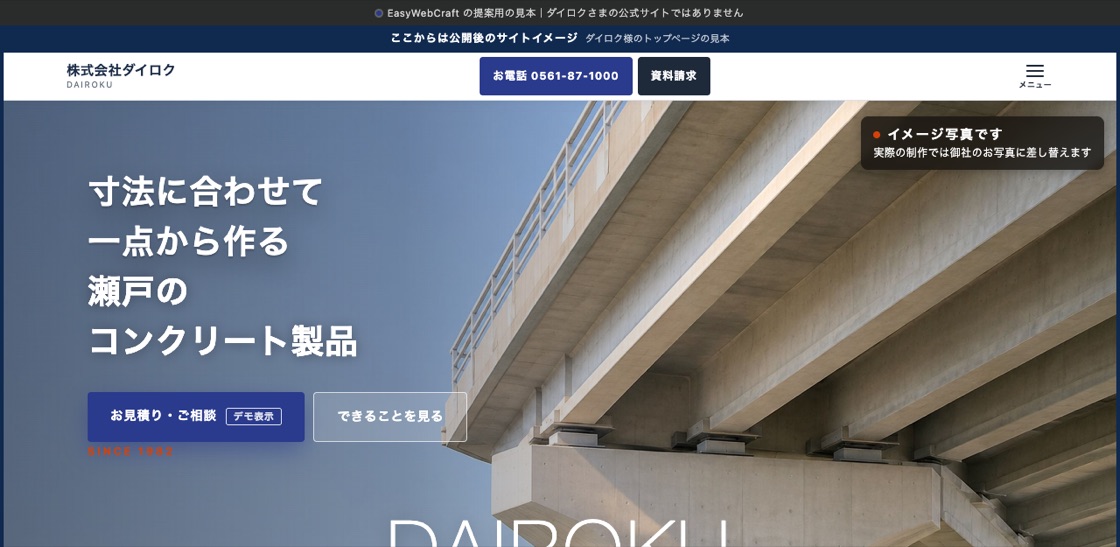 EasyWebCraft の提案用の見本｜ダイロクさまの公式サイトではありません
ここからは公開後のサイトイメージ ダイロク様のトップページの見本
株式会社ダイロク
DAIROKU
お電話 0561-87-1000
資料請求
メニュー
イメージ写真です
実際の制作では御社のお写真に差し替えます
寸法に合わせて
一点から作る
瀬戸の
コンクリート製品
お見積り・ご相談 デモ表示
できることを見る
DAIROKU